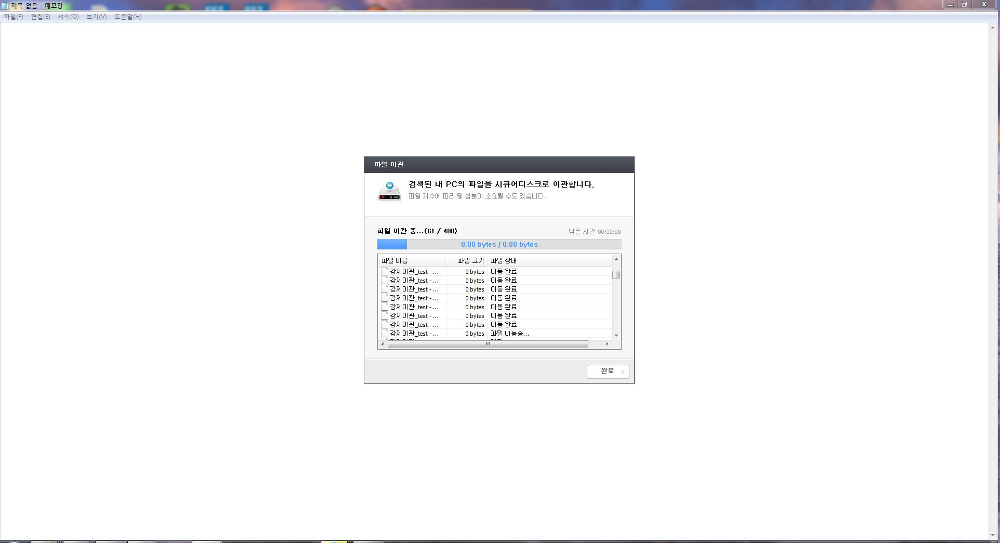 제목 없음 - 메모장
파일(F) 편집(E) 서식(O) 보기(V) 도움말(H)
파일 이관
검색된 내 PC의 파일을 시큐어디스크로 이관합니다.
파일 개수에 따라 몇 십분이 소요될 수도 있습니다.
파일 이관 중...(61 / 480) 남은 시간 00:00:00
0.00 bytes / 0.00 bytes
파일 이름 파일 크기 파일 상태
강제이관_test - ... 0 bytes 이동 완료
강제이관_test - ... 0 bytes 이동 완료
강제이관_test - ... 0 bytes 이동 완료
강제이관_test - ... 0 bytes 이동 완료
강제이관_test - ... 0 bytes 이동 완료
강제이관_test - ... 0 bytes 이동 완료
강제이관_test - ... 0 bytes 이동 완료
강제이관_test - ... 0 bytes 파일
완료